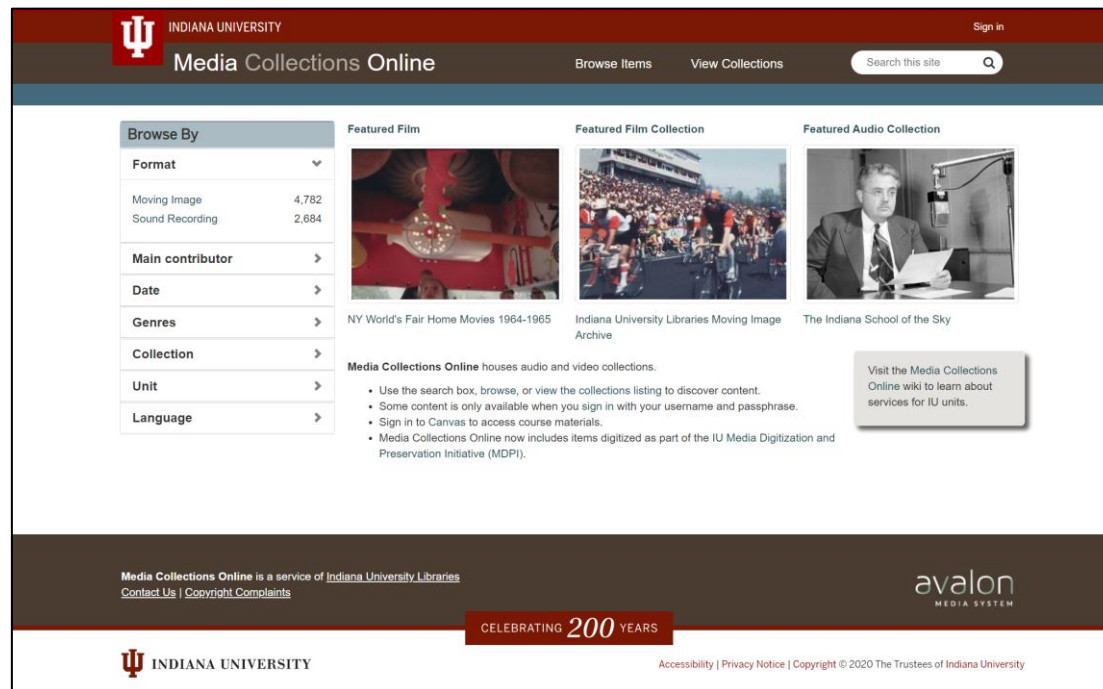 INDIANA UNIVERSITY
Sign in
Media Collections Online
Browse Items
View Collections
Search this site
Browse By
Format
Moving Image 4,782
Sound Recording 2,684
Main contributor
Date
Genres
Collection
Unit
Language
Featured Film
NY World's Fair Home Movies 1964-1965
Featured Film Collection
Indiana University Libraries Moving Image
Archive
Featured Audio Collection
The Indiana School of the Sky
Media Collections Online houses audio and video collections.
• Use the search box, browse, or view the collections listing to discover content.
• Some content is only available when you sign in with your username and passphrase.
• Sign in to Canvas to access course materials.
• Media Collections Online now includes items digitized as part of the IU Media Digitization and
Preservation Initiative (MDPI).
Visit the Media Collections
Online wiki to learn about
services for IU units.
Media Collections Online is a service of Indiana University Libraries
Contact Us | Copyright Complaints
avalon
MEDIA SYSTEM
CELEBRATING 200 YEARS
INDIANA UNIVERSITY
Accessibility | Privacy Notice | Copyright © 2020 The Trustees of Indiana University